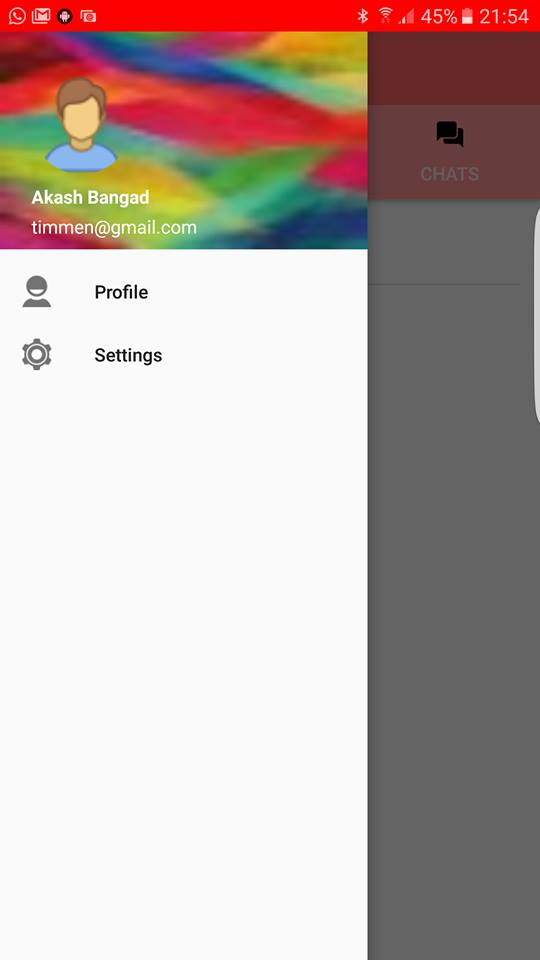 45% 21:54
CHATS
Akash Bangad
timmen@gmail.com
Profile
Settings